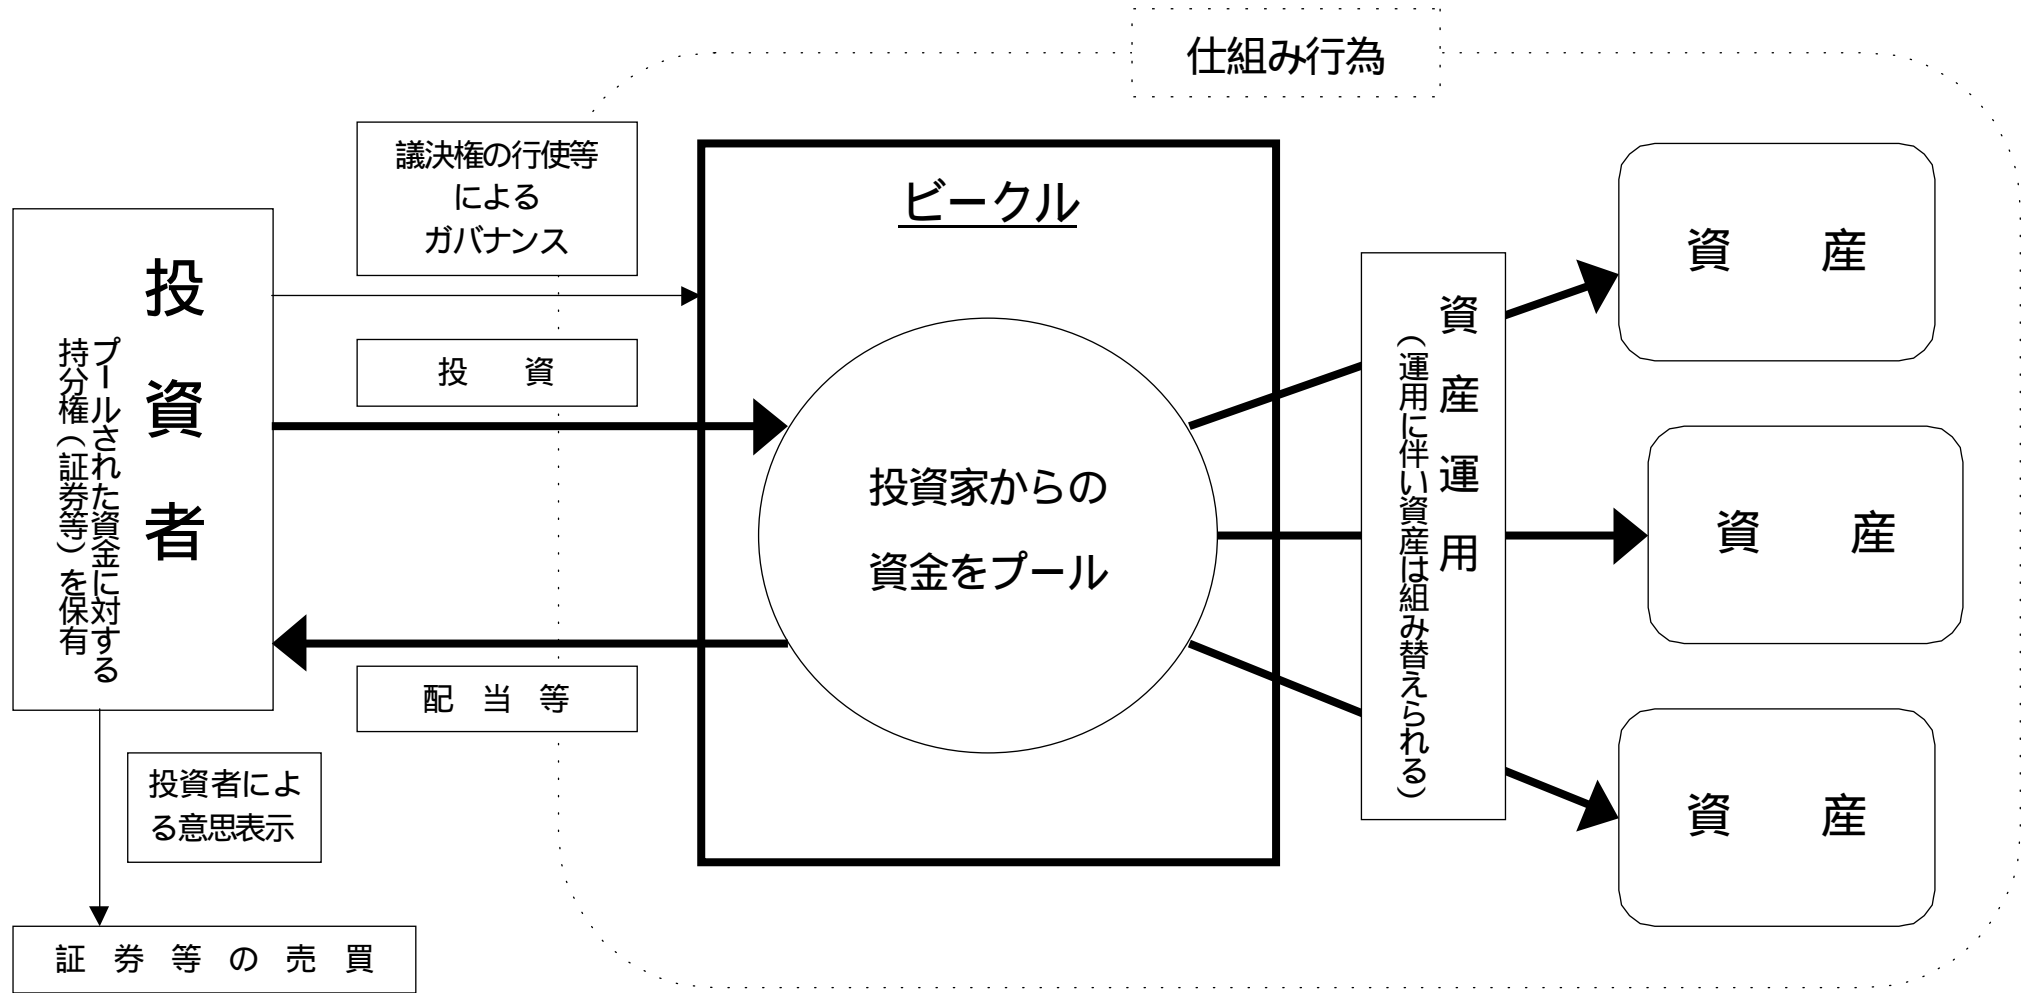 仕組み行為
議決権の行使等
による
ガバナンス
投資者
プールされた資金に対する
持分権（証券等）を保有
投　資
配　当　等
投資者によ
る意思表示
証　券　等　の　売　買
ビークル
投資家からの
資金をプール
資産運用
（運用に伴い資産は組み替えられる）
資　産
資　産
資　産